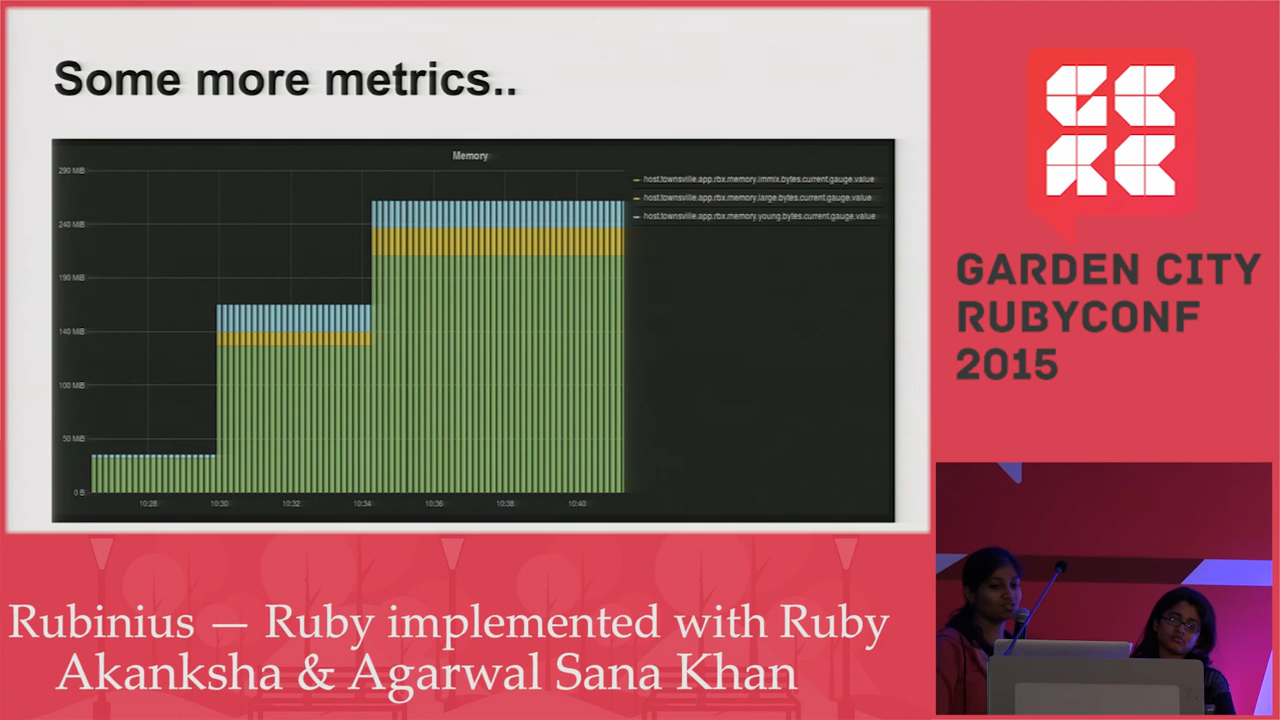 Some more metrics..
Memory
290 MiB
240 MiB
190 MiB
140 MiB
100 MiB
50 MiB
0 B
10:28
10:30
10:32
10:34
10:36
10:38
10:40
host.townsville.app.rbx.memory.immix.bytes.current.gauge.value
host.townsville.app.rbx.memory.large.bytes.current.gauge.value
host.townsville.app.rbx.memory.young.bytes.current.gauge.value
GARDEN CITY
RUBYCONF
2015
Rubinius — Ruby implemented with Ruby
Akanksha & Agarwal Sana Khan